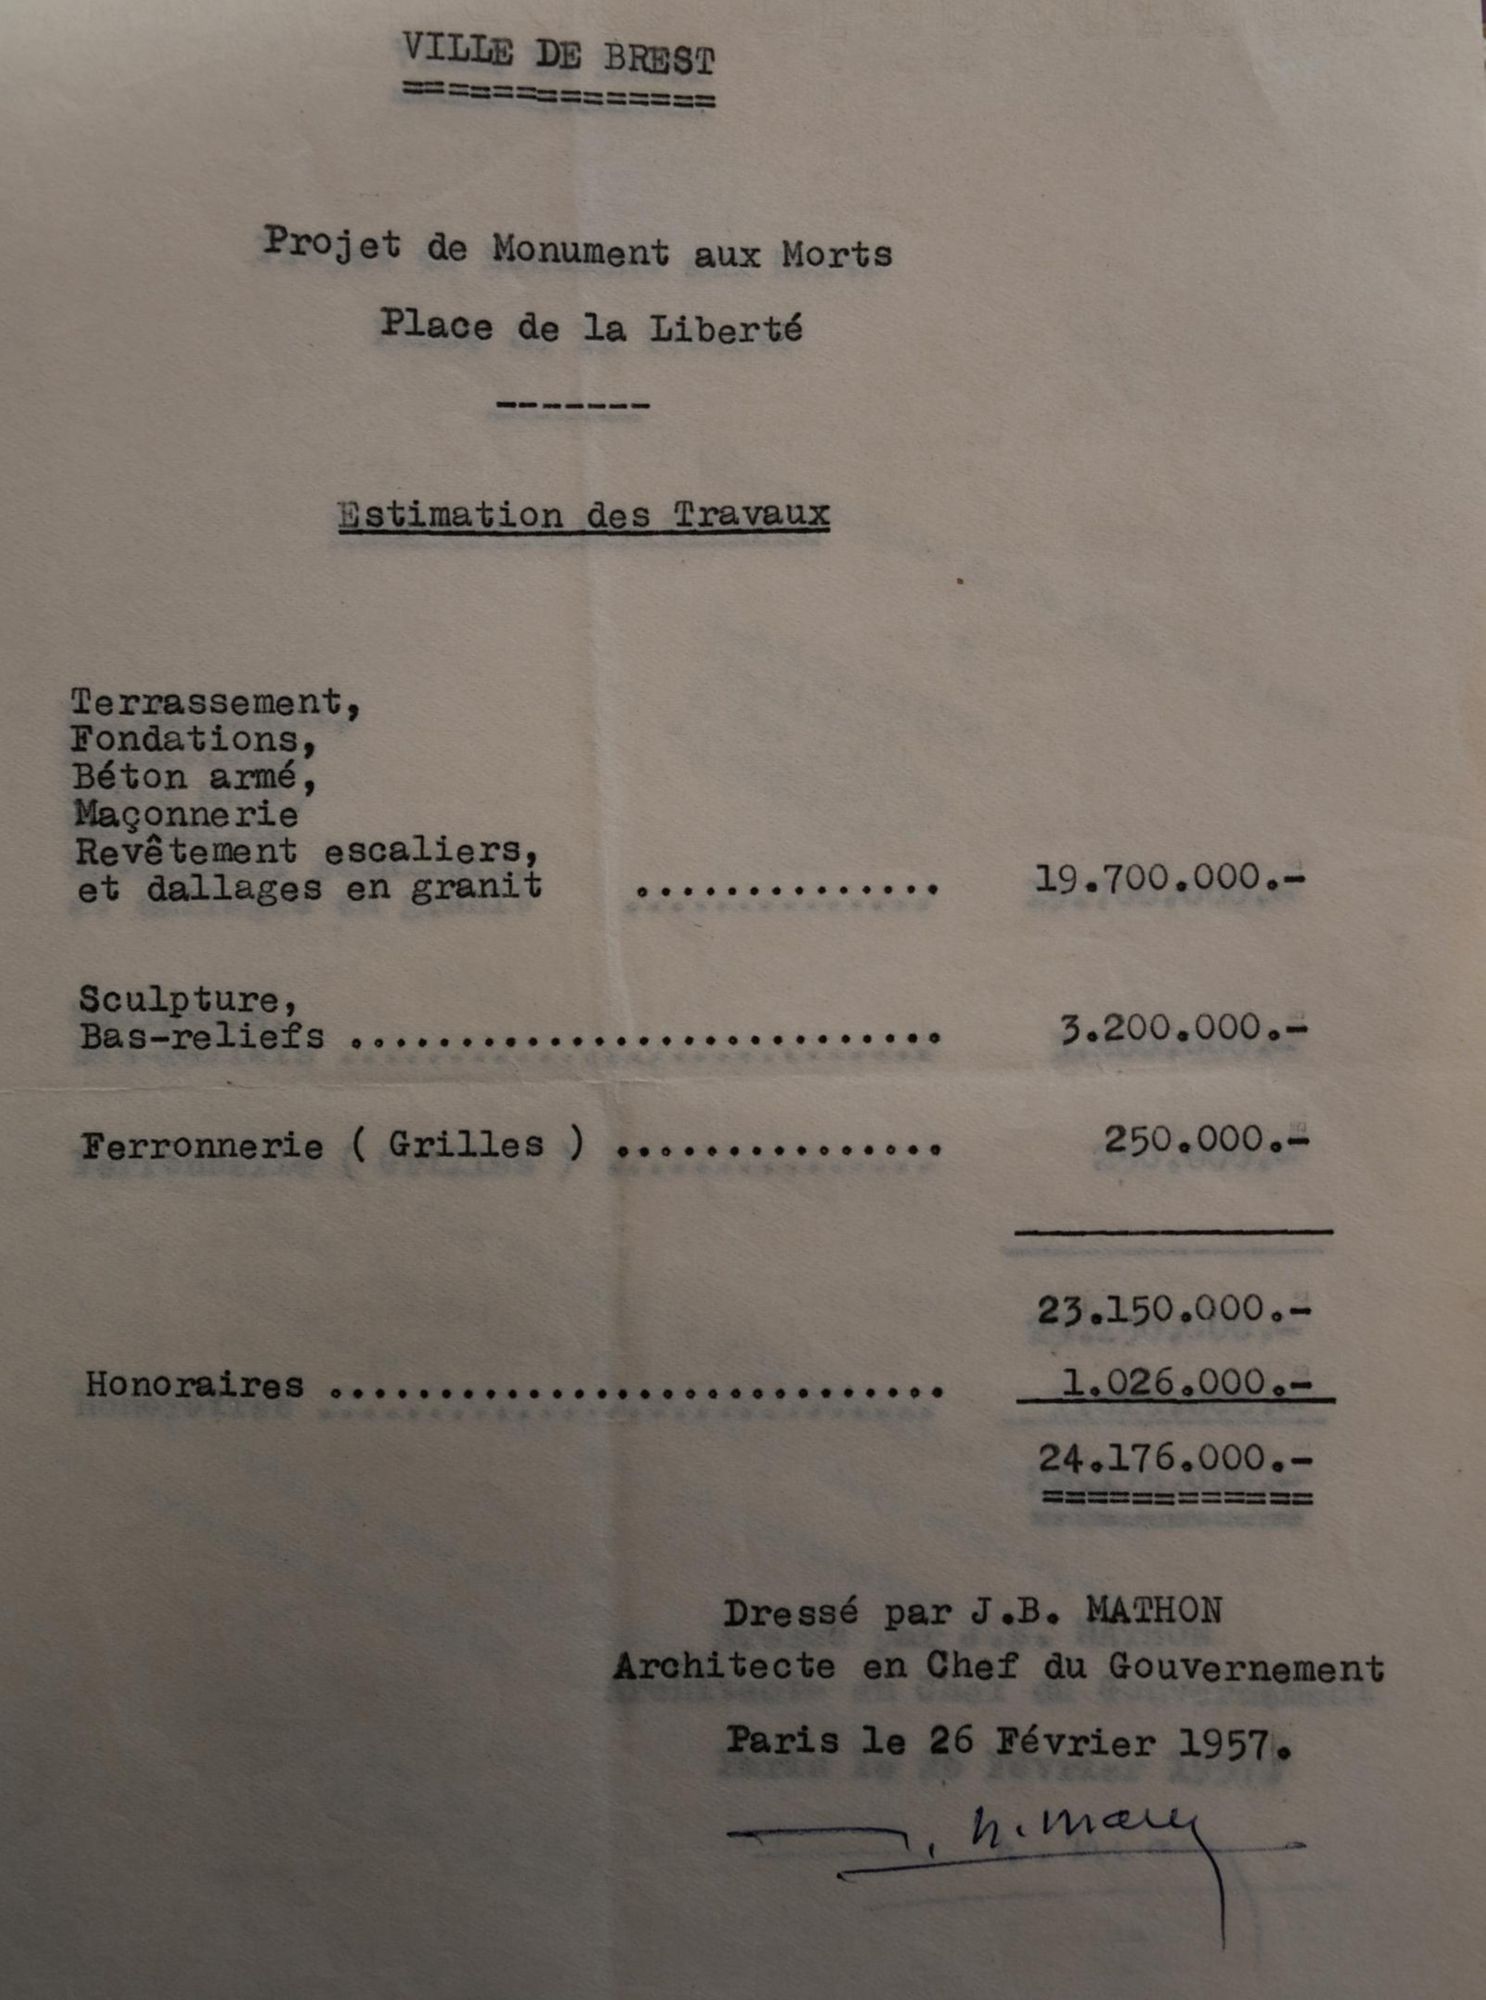 VILLE DE BREST
==============
Projet de Monument aux Morts
Place de la Liberté
-------
Estimation des Travaux
Terrassement,
Fondations,
Béton armé,
Maçonnerie
Revêtement escaliers,
et dallages en granit .............. 19.700.000.-
Sculpture,
Bas-reliefs ........................... 3.200.000.-
Ferronnerie ( Grilles ) ............... 250.000.-
23.150.000.-
Honoraires ............................ 1.026.000.-
24.176.000.-
============
Dressé par J.B. MATHON
Architecte en Chef du Gouvernement
Paris le 26 Février 1957.